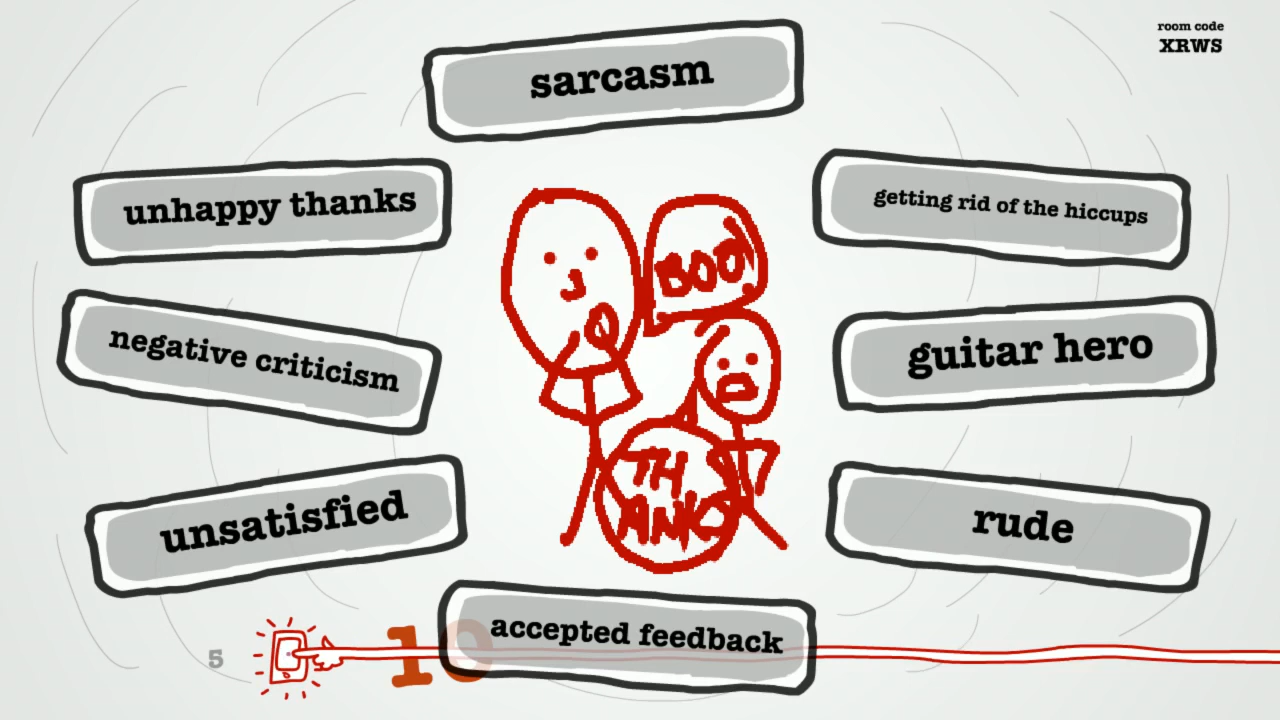 room code
XRWS
sarcasm
unhappy thanks
getting rid of the hiccups
BOO
negative criticism
guitar hero
TH
ANKS
unsatisfied
rude
accepted feedback
5
10